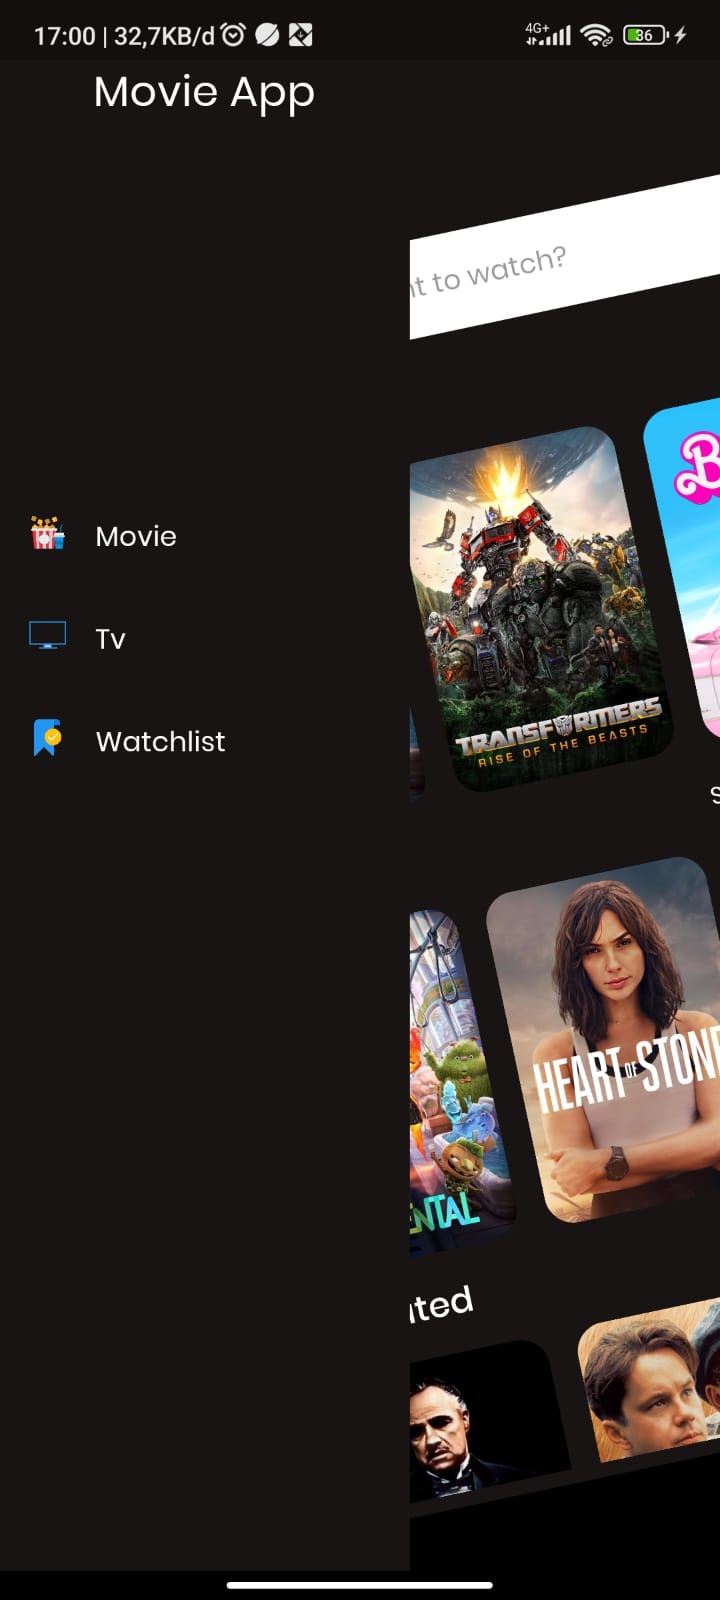 17:00 | 32,7KB/d
4G+
36
Movie App
t to watch?
TRANSFORMERS
RISE OF THE BEASTS
Movie
Tv
Watchlist
HEART OF STONE
NTAL
ted